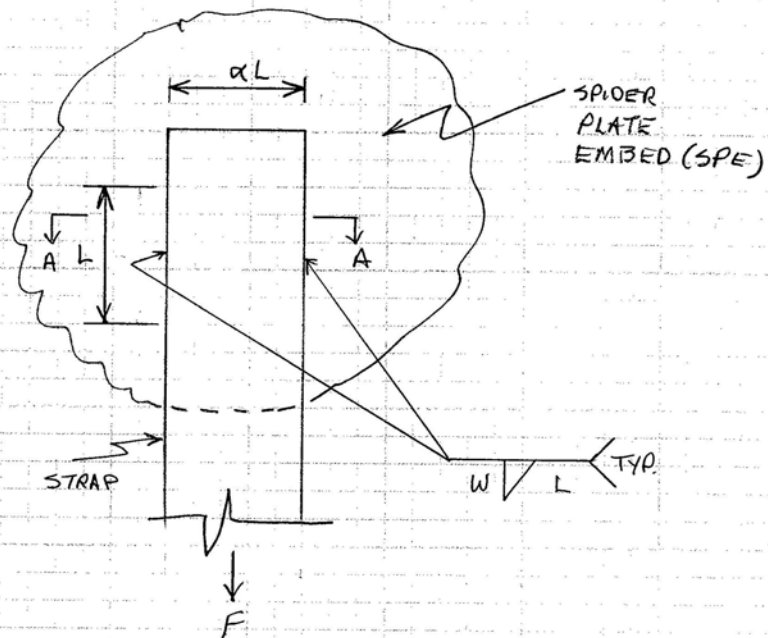 αL
SPIDER
PLATE
EMBED (SPE)
A
L
A
STRAP
W
L
TYP.
F